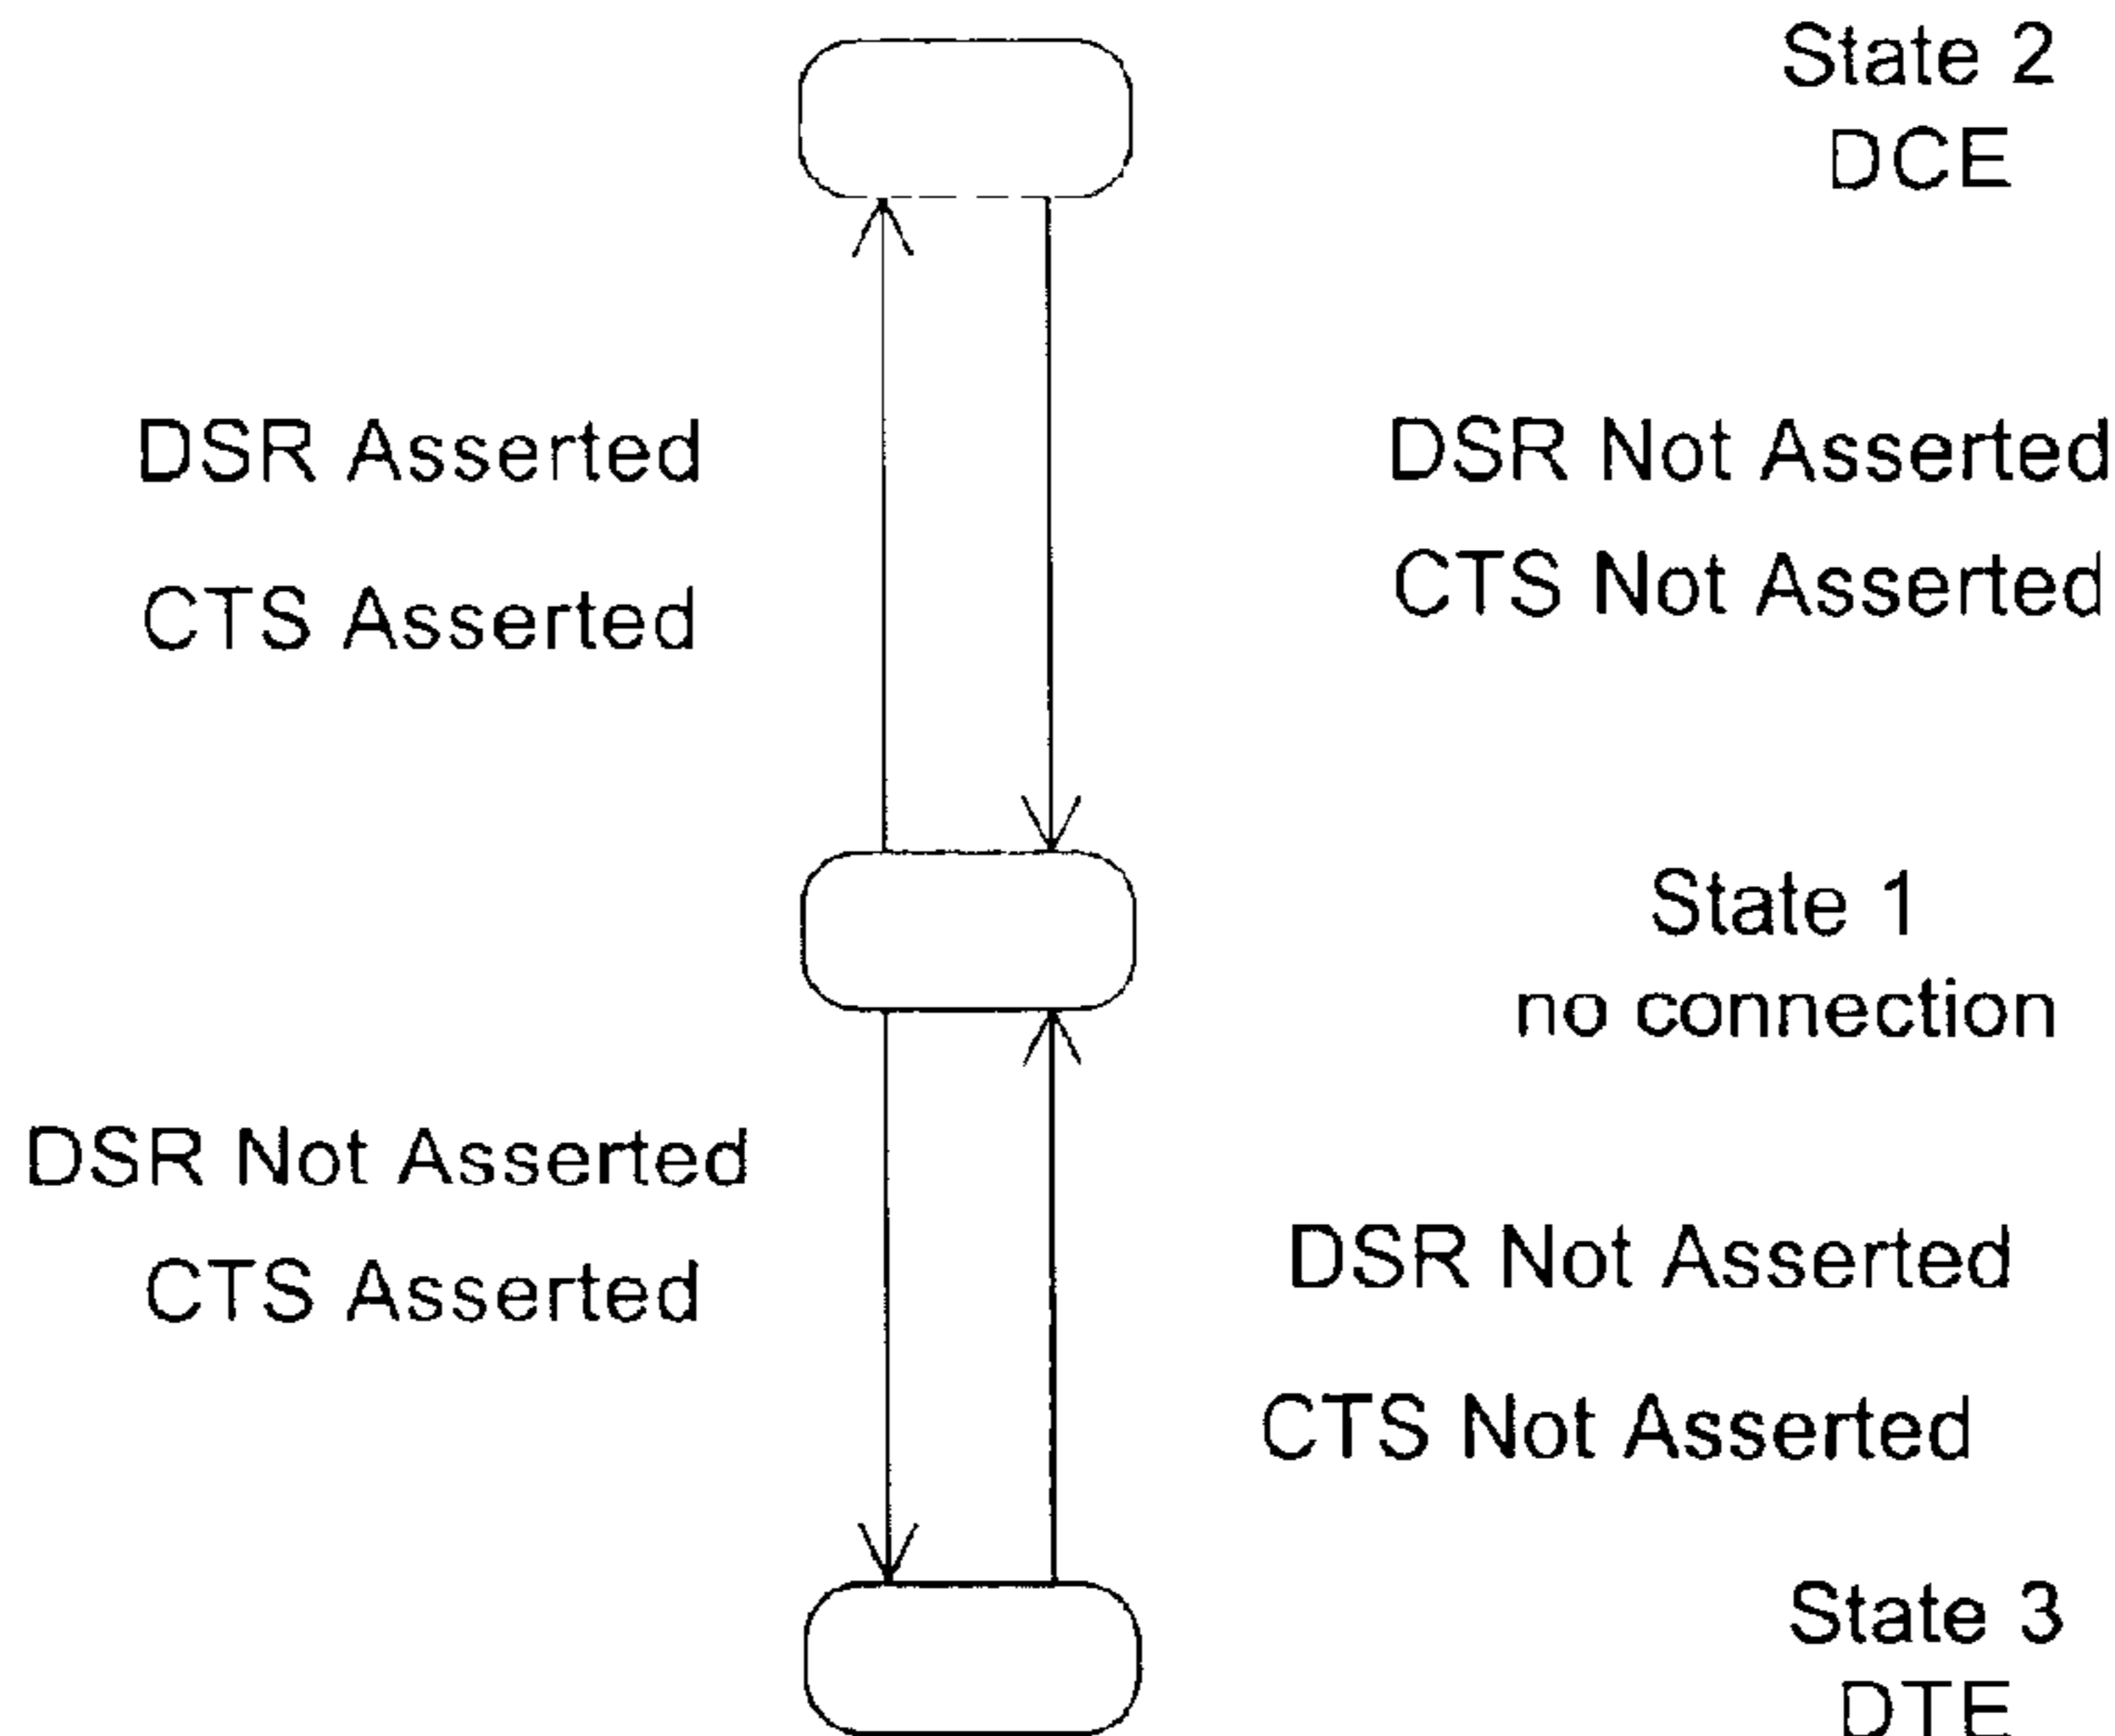 State 2
DCE
DSR Asserted
CTS Asserted
DSR Not Asserted
CTS Not Asserted
State 1
no connection
DSR Not Asserted
CTS Asserted
DSR Not Asserted
CTS Not Asserted
State 3
DTE